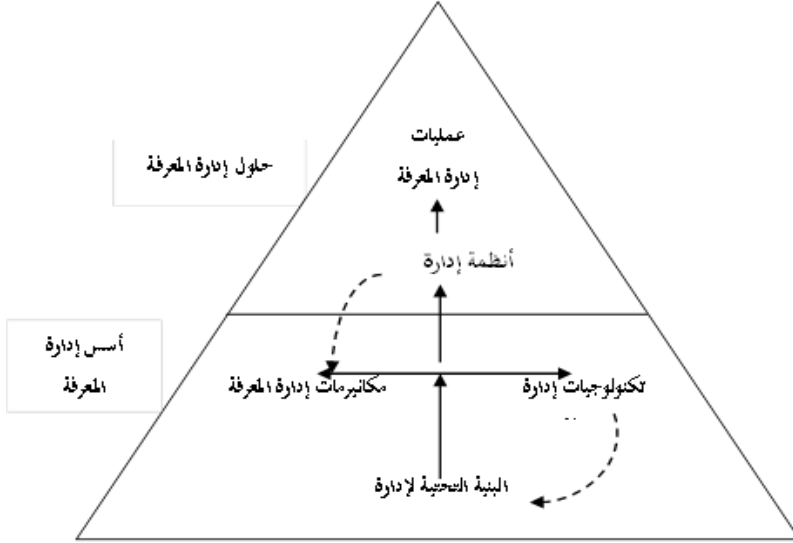 عمليات
إدارة المعرفة
حلول إدارة المعرفة
أنظمة إدارة
أسس إدارة
المعرفة
تكنولوجيات إدارة
مكانيزمات إدارة المعرفة
البنية التحتية لإدارة